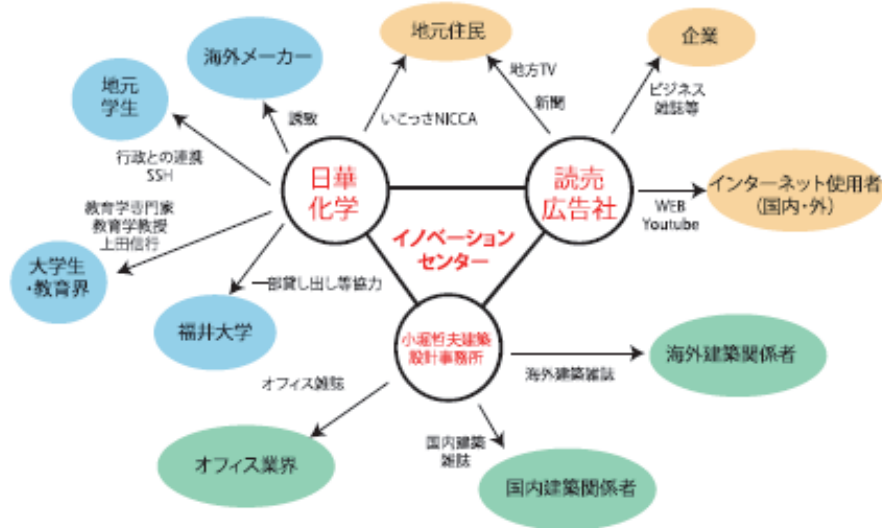 地元住民
企業
海外メーカー
地元
学生
地方TV
新聞
ビジネス
雑誌等
誘致
いこっさNICCA
行政との連携
SSH
日華
化学
読売
広告社
インターネット使用者
(国内・外)
WEB
Youtube
教育学専門家
教育学教授
上田信行
イノベーション
センター
大学生
・教育界
一部貸し出し等協力
福井大学
小堀哲夫建築
設計事務所
海外建築関係者
海外建築雑誌
オフィス雑誌
国内建築
雑誌
オフィス業界
国内建築関係者